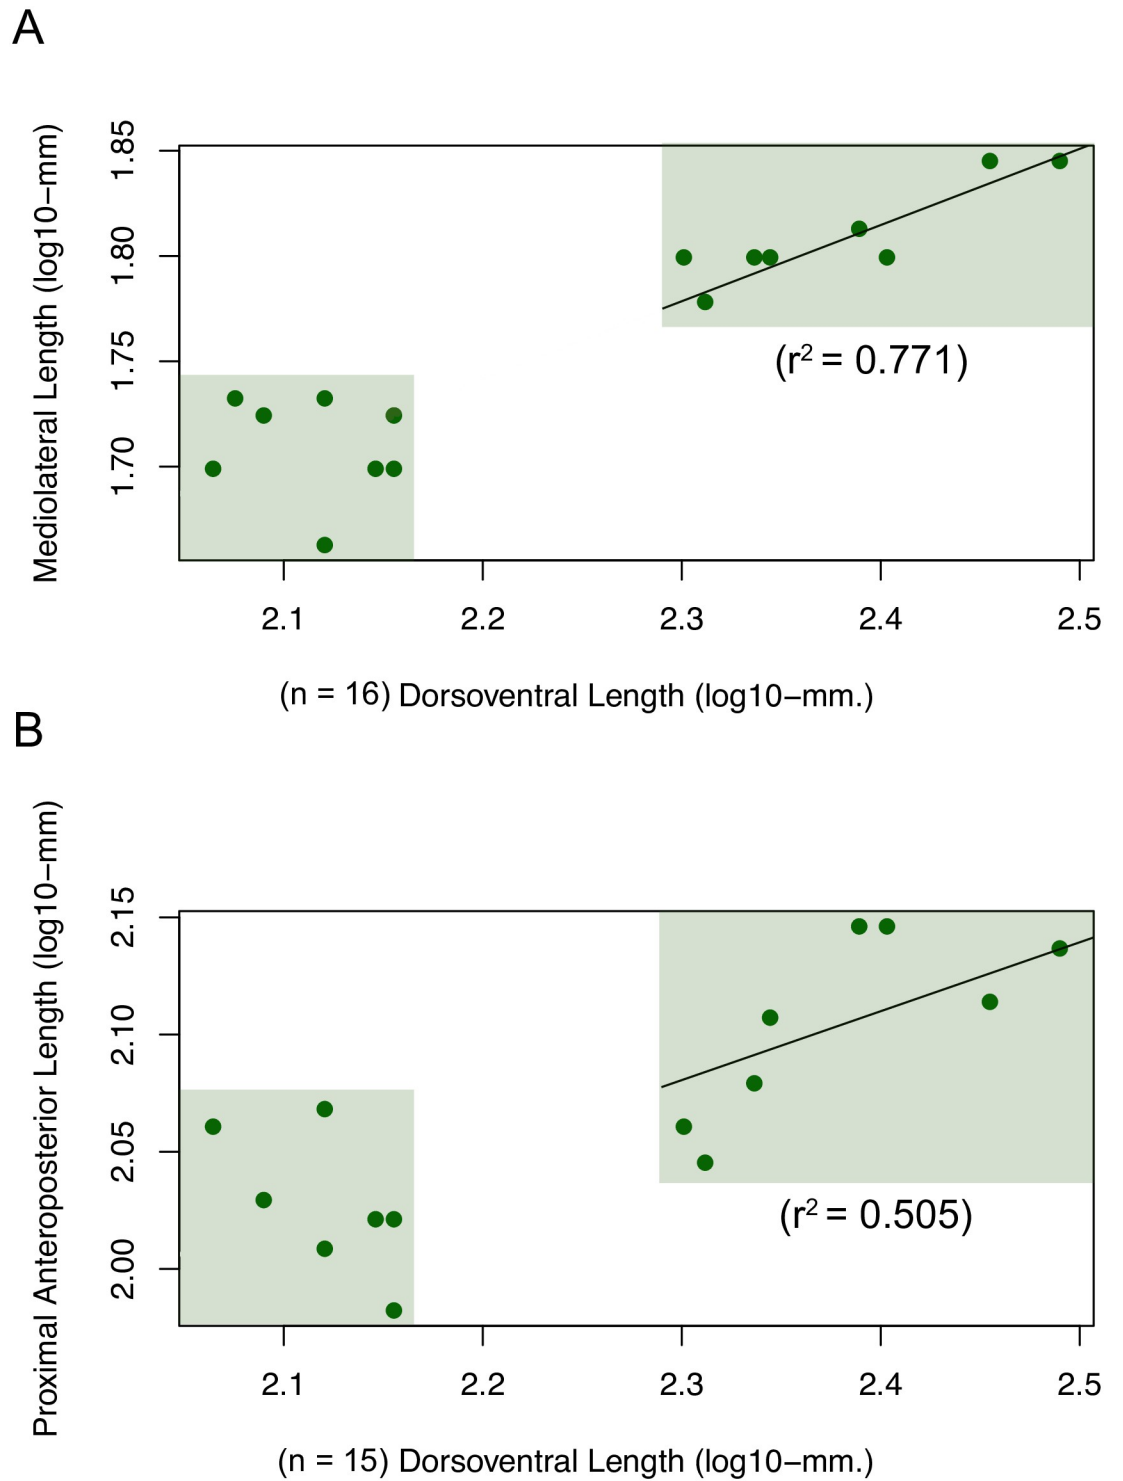 A
Mediolateral Length (log10−mm)
1.85
1.80
1.75
1.70
(r² = 0.771)
2.1 2.2 2.3 2.4 2.5
(n = 16) Dorsoventral Length (log10−mm.)
B
Proximal Anteroposterior Length (log10−mm)
2.15
2.10
2.05
2.00
(r² = 0.505)
2.1 2.2 2.3 2.4 2.5
(n = 15) Dorsoventral Length (log10−mm.)